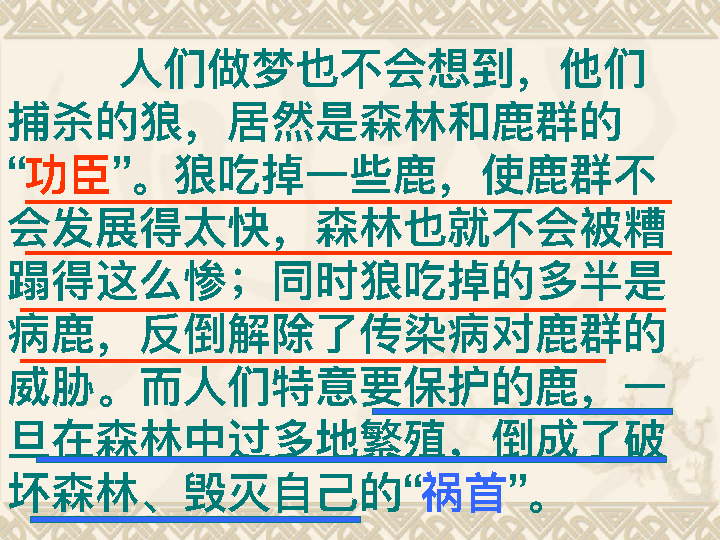 人们做梦也不会想到，他们
捕杀的狼，居然是森林和鹿群的
“功臣”。狼吃掉一些鹿，使鹿群不
会发展得太快，森林也就不会被糟
蹋得这么惨；同时狼吃掉的多半是
病鹿，反倒解除了传染病对鹿群的
威胁。而人们特意要保护的鹿，一
旦在森林中过多地繁殖，倒成了破
坏森林、毁灭自己的“祸首”。